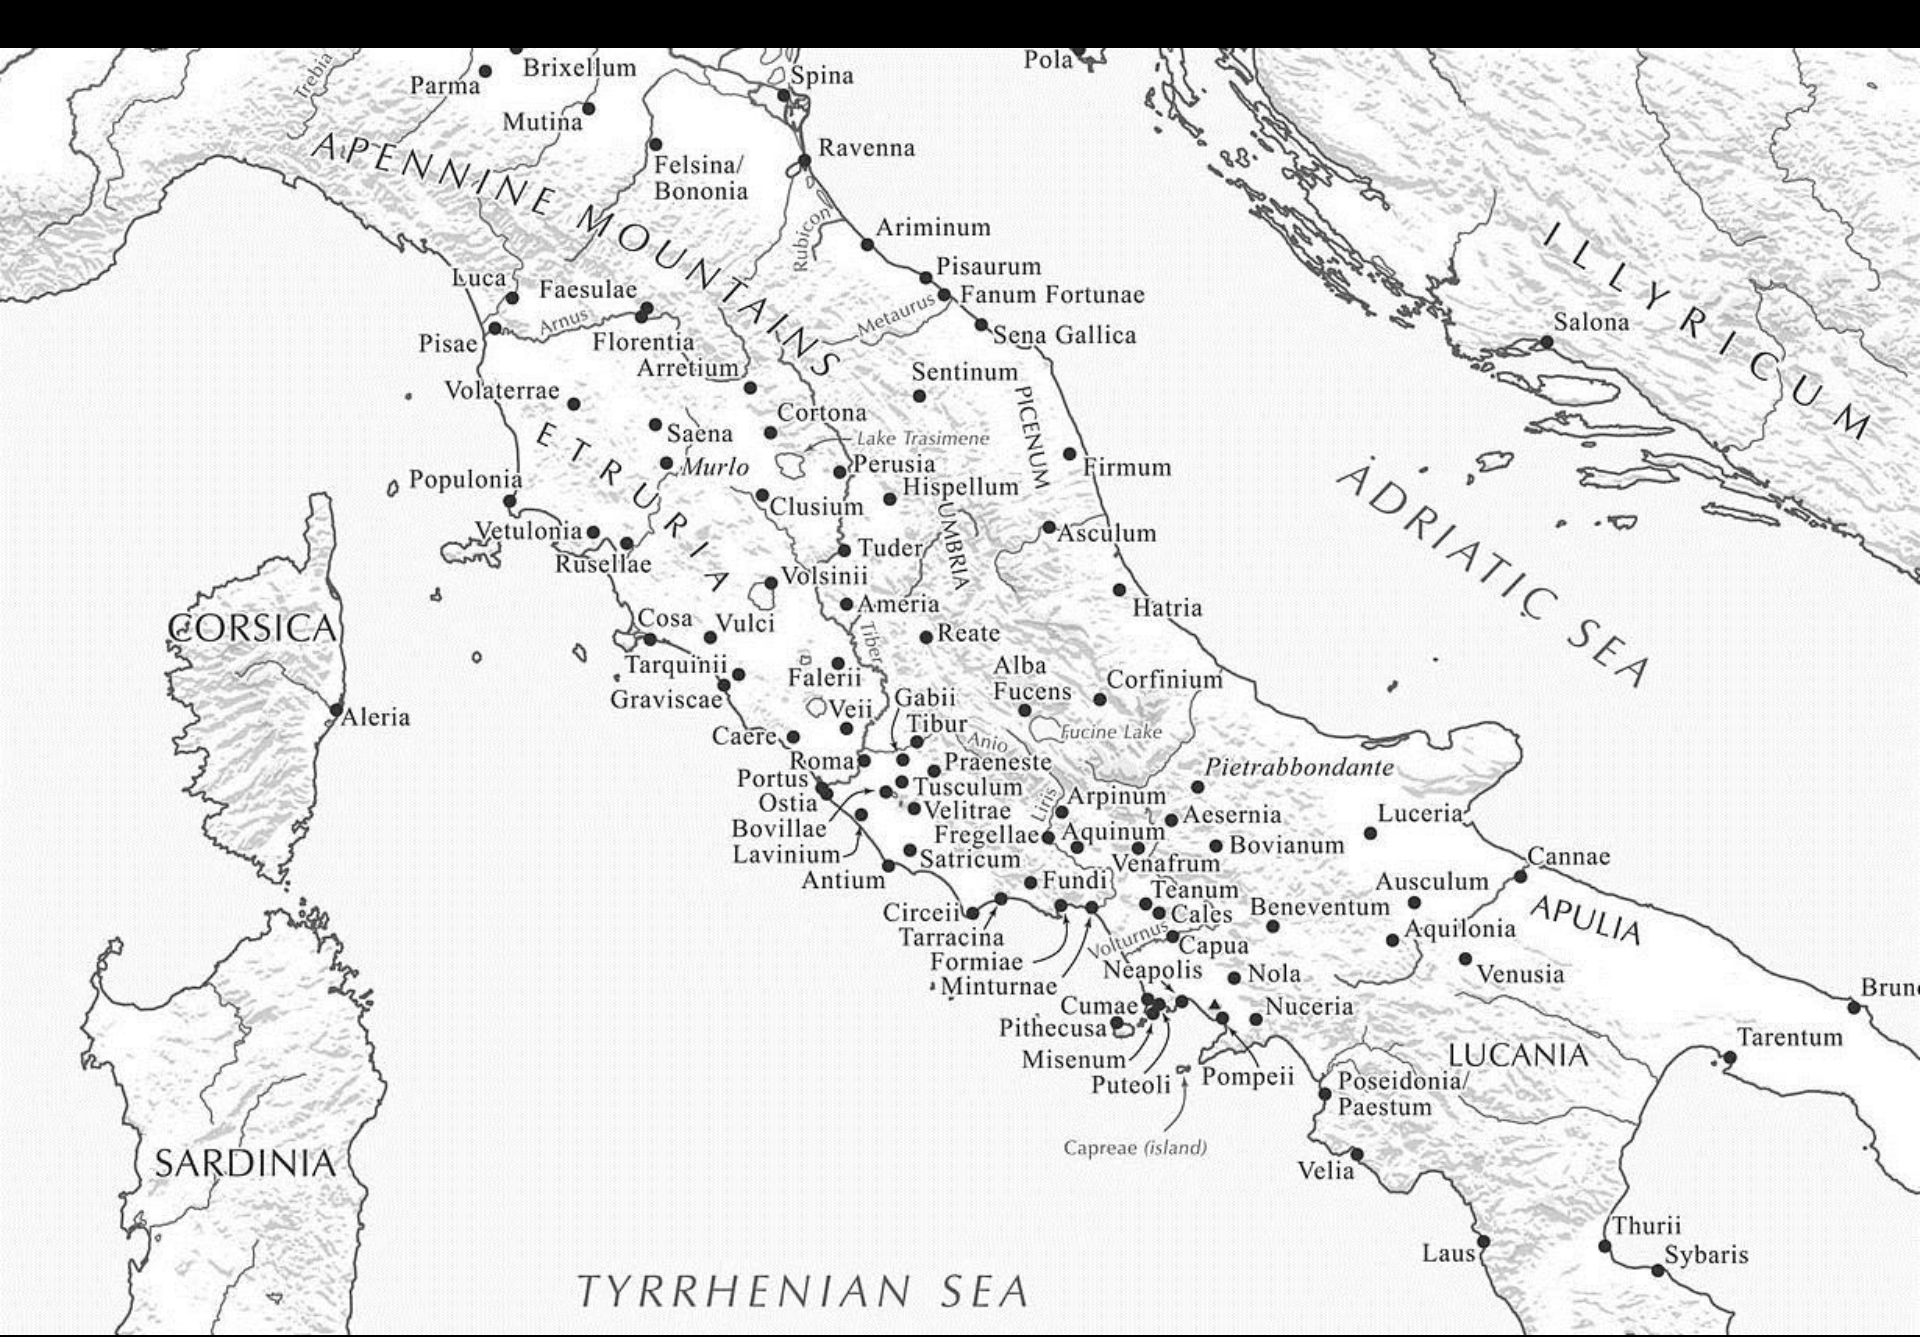 Pola
Brixellum
Parma
Trebia
Spina
Mutina
Ravenna
APENNINE MOUNTAINS
Felsina/
Bononia
Rubicon
Ariminum
ILLYRICUM
Pisaurum
Luca
Faesulae
Fanum Fortunae
Metaurus
Arnus
Salona
Sena Gallica
Pisae
Florentia
Arretium
Sentinum
Volaterrae
PICENUM
Cortona
Saena
Lake Trasimene
ETRURIA
Murlo
Perusia
Firmum
Populonia
Hispellum
ADRIATIC SEA
Clusium
UMBRIA
Vetulonia
Asculum
Tuder
Rusellae
Volsinii
Ameria
Hatria
CORSICA
Cosa
Vulci
Tiber
Reate
Tarquinii
Falerii
Alba
Fucens
Corfinium
Graviscae
Gabii
Veii
Aleria
Tibur
Caere
Anio
Fucine Lake
Roma
Praeneste
Pietrabbondante
Portus
Tusculum
Ostia
Liris
Arpinum
Velitrae
Aesernia
Luceria
Bovillae
Fregellae
Aquinum
Bovianum
Lavinium
Satricum
Venafrum
Cannae
Antium
Fundi
Teanum
Ausculum
Circeii
Cales
Beneventum
APULIA
Tarracina
Volturnus
Capua
Aquilonia
Formiae
Neapolis
Nola
Venusia
Minturnae
Brun
Cumae
Nuceria
Pithecusa
Tarentum
Misenum
LUCANIA
Puteoli
Pompeii
Poseidonia/
Paestum
Capreae (island)
SARDINIA
Velia
Thurii
Laus
Sybaris
TYRRHENIAN SEA